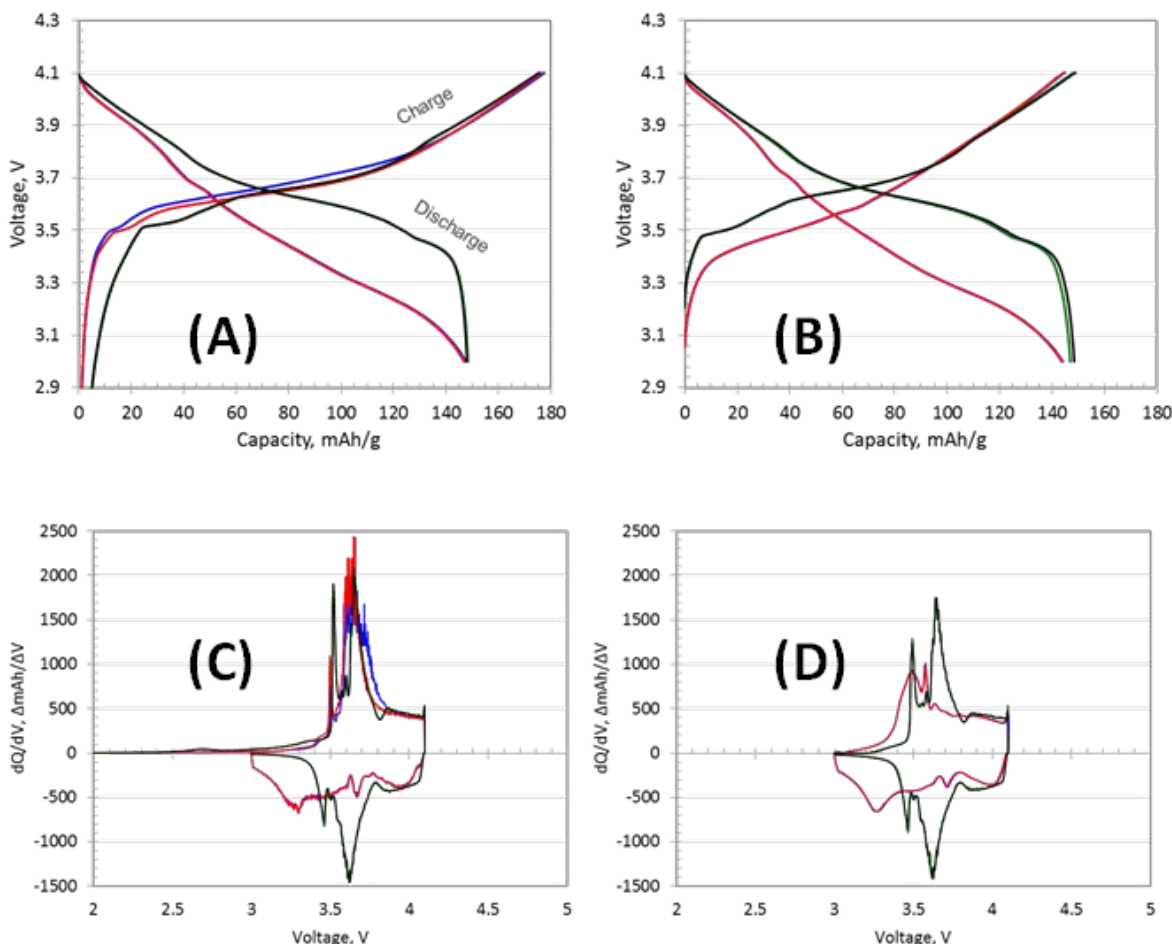 4.3
4.1
3.9
3.7
3.5
3.3
3.1
2.9
Voltage, V
Charge
Discharge
(A)
0 20 40 60 80 100 120 140 160 180
Capacity, mAh/g
4.3
4.1
3.9
3.7
3.5
3.3
3.1
2.9
Voltage, V
(B)
0 20 40 60 80 100 120 140 160 180
Capacity, mAh/g
2500
2000
1500
1000
500
0
-500
-1000
-1500
dQ/dV, ΔmAh/ΔV
(C)
2 2.5 3 3.5 4 4.5 5
Voltage, V
2500
2000
1500
1000
500
0
-500
-1000
-1500
dQ/dV, ΔmAh/ΔV
(D)
2 2.5 3 3.5 4 4.5 5
Voltage, V